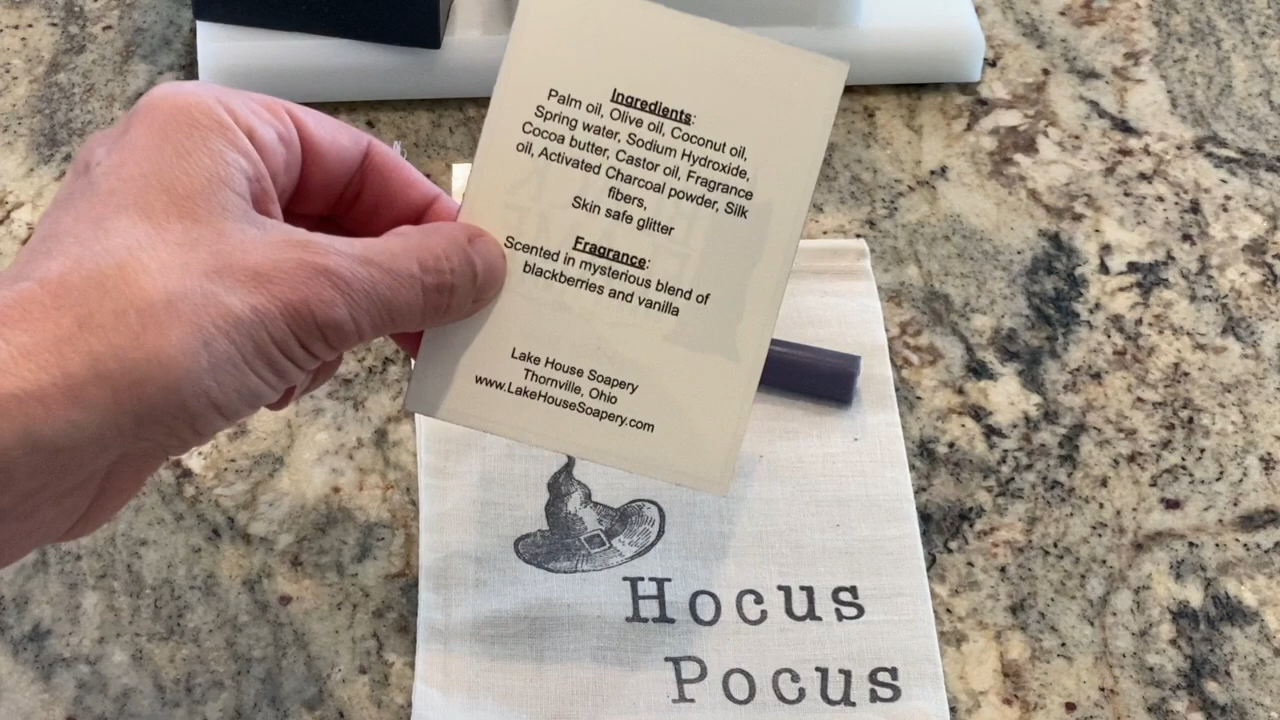 Ingredients:
Palm oil, Olive oil, Coconut oil,
Spring water, Sodium Hydroxide,
Cocoa butter, Castor oil, Fragrance
oil, Activated Charcoal powder, Silk
fibers,
Skin safe glitter
Fragrance:
Scented in mysterious blend of
blackberries and vanilla
Lake House Soapery
Thornville, Ohio
www.LakeHouseSoapery.com
Hocus
Pocus